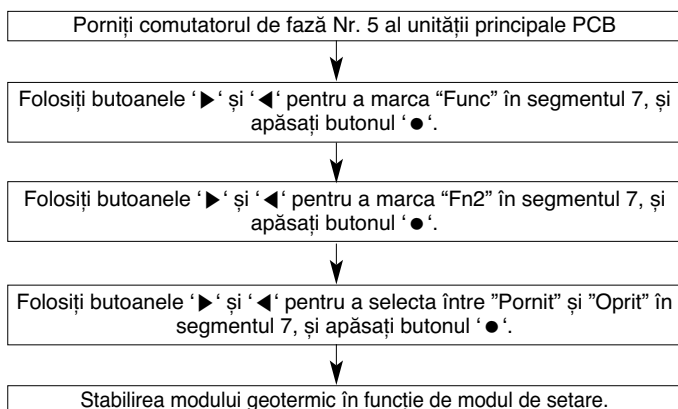 Porniți comutatorul de fază Nr. 5 al unității principale PCB
Folosiți butoanele ‘▶‘ și ‘◀‘ pentru a marca “Func” în segmentul 7, și
apăsați butonul ‘●‘.
Folosiți butoanele ‘▶‘ și ‘◀‘ pentru a marca “Fn2” în segmentul 7, și
apăsați butonul ‘●‘.
Folosiți butoanele ‘▶‘ și ‘◀‘ pentru a selecta între ”Pornit” și ”Oprit” în
segmentul 7, și apăsați butonul ‘●‘.
Stabilirea modului geotermic în funcție de modul de setare.